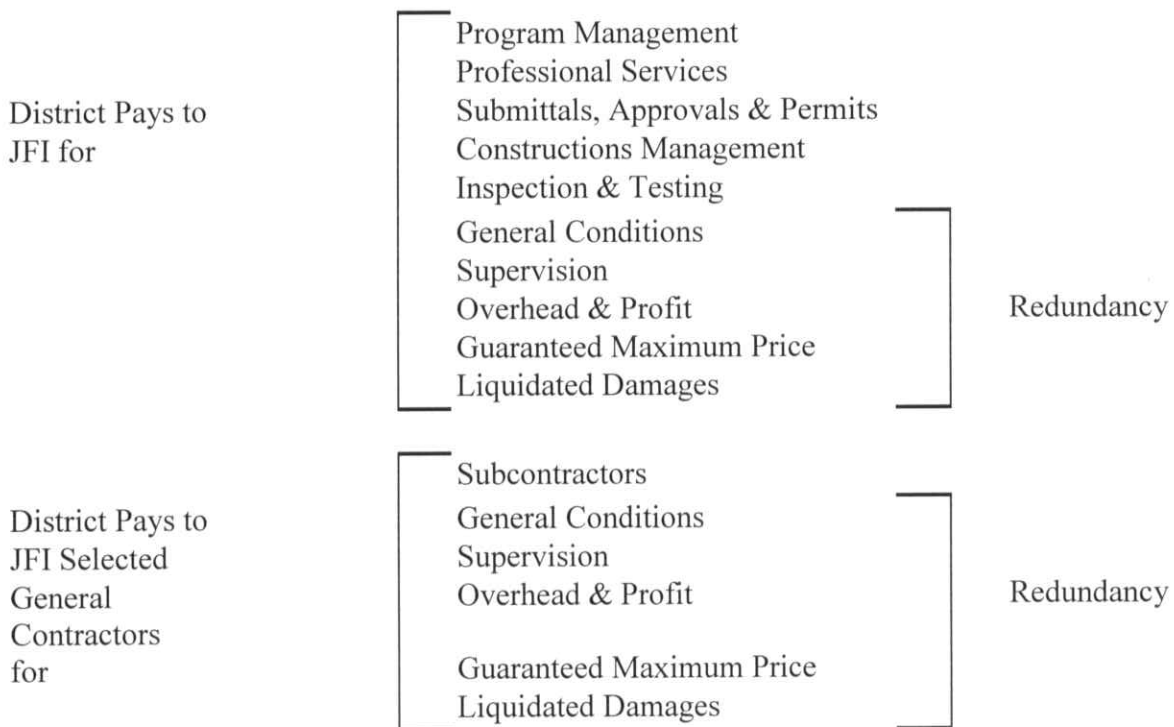 District Pays to
JFI for
Program Management
Professional Services
Submittals, Approvals & Permits
Constructions Management
Inspection & Testing
General Conditions
Supervision
Overhead & Profit
Guaranteed Maximum Price
Liquidated Damages
Redundancy
District Pays to
JFI Selected
General
Contractors
for
Subcontractors
General Conditions
Supervision
Overhead & Profit
Guaranteed Maximum Price
Liquidated Damages
Redundancy